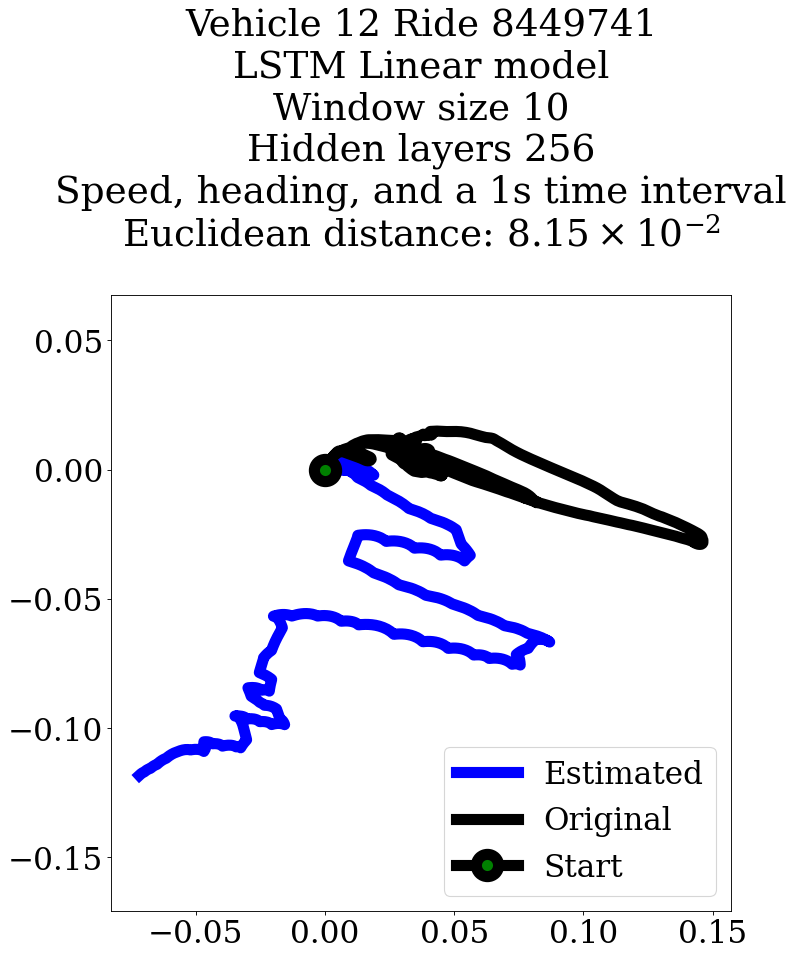 Vehicle 12 Ride 8449741
LSTM Linear model
Window size 10
Hidden layers 256
Speed, heading, and a 1s time interval
Euclidean distance: 8.15 × 10⁻²
0.05
0.00
−0.05
−0.10
−0.15
Estimated
Original
Start
−0.05 0.00 0.05 0.10 0.15